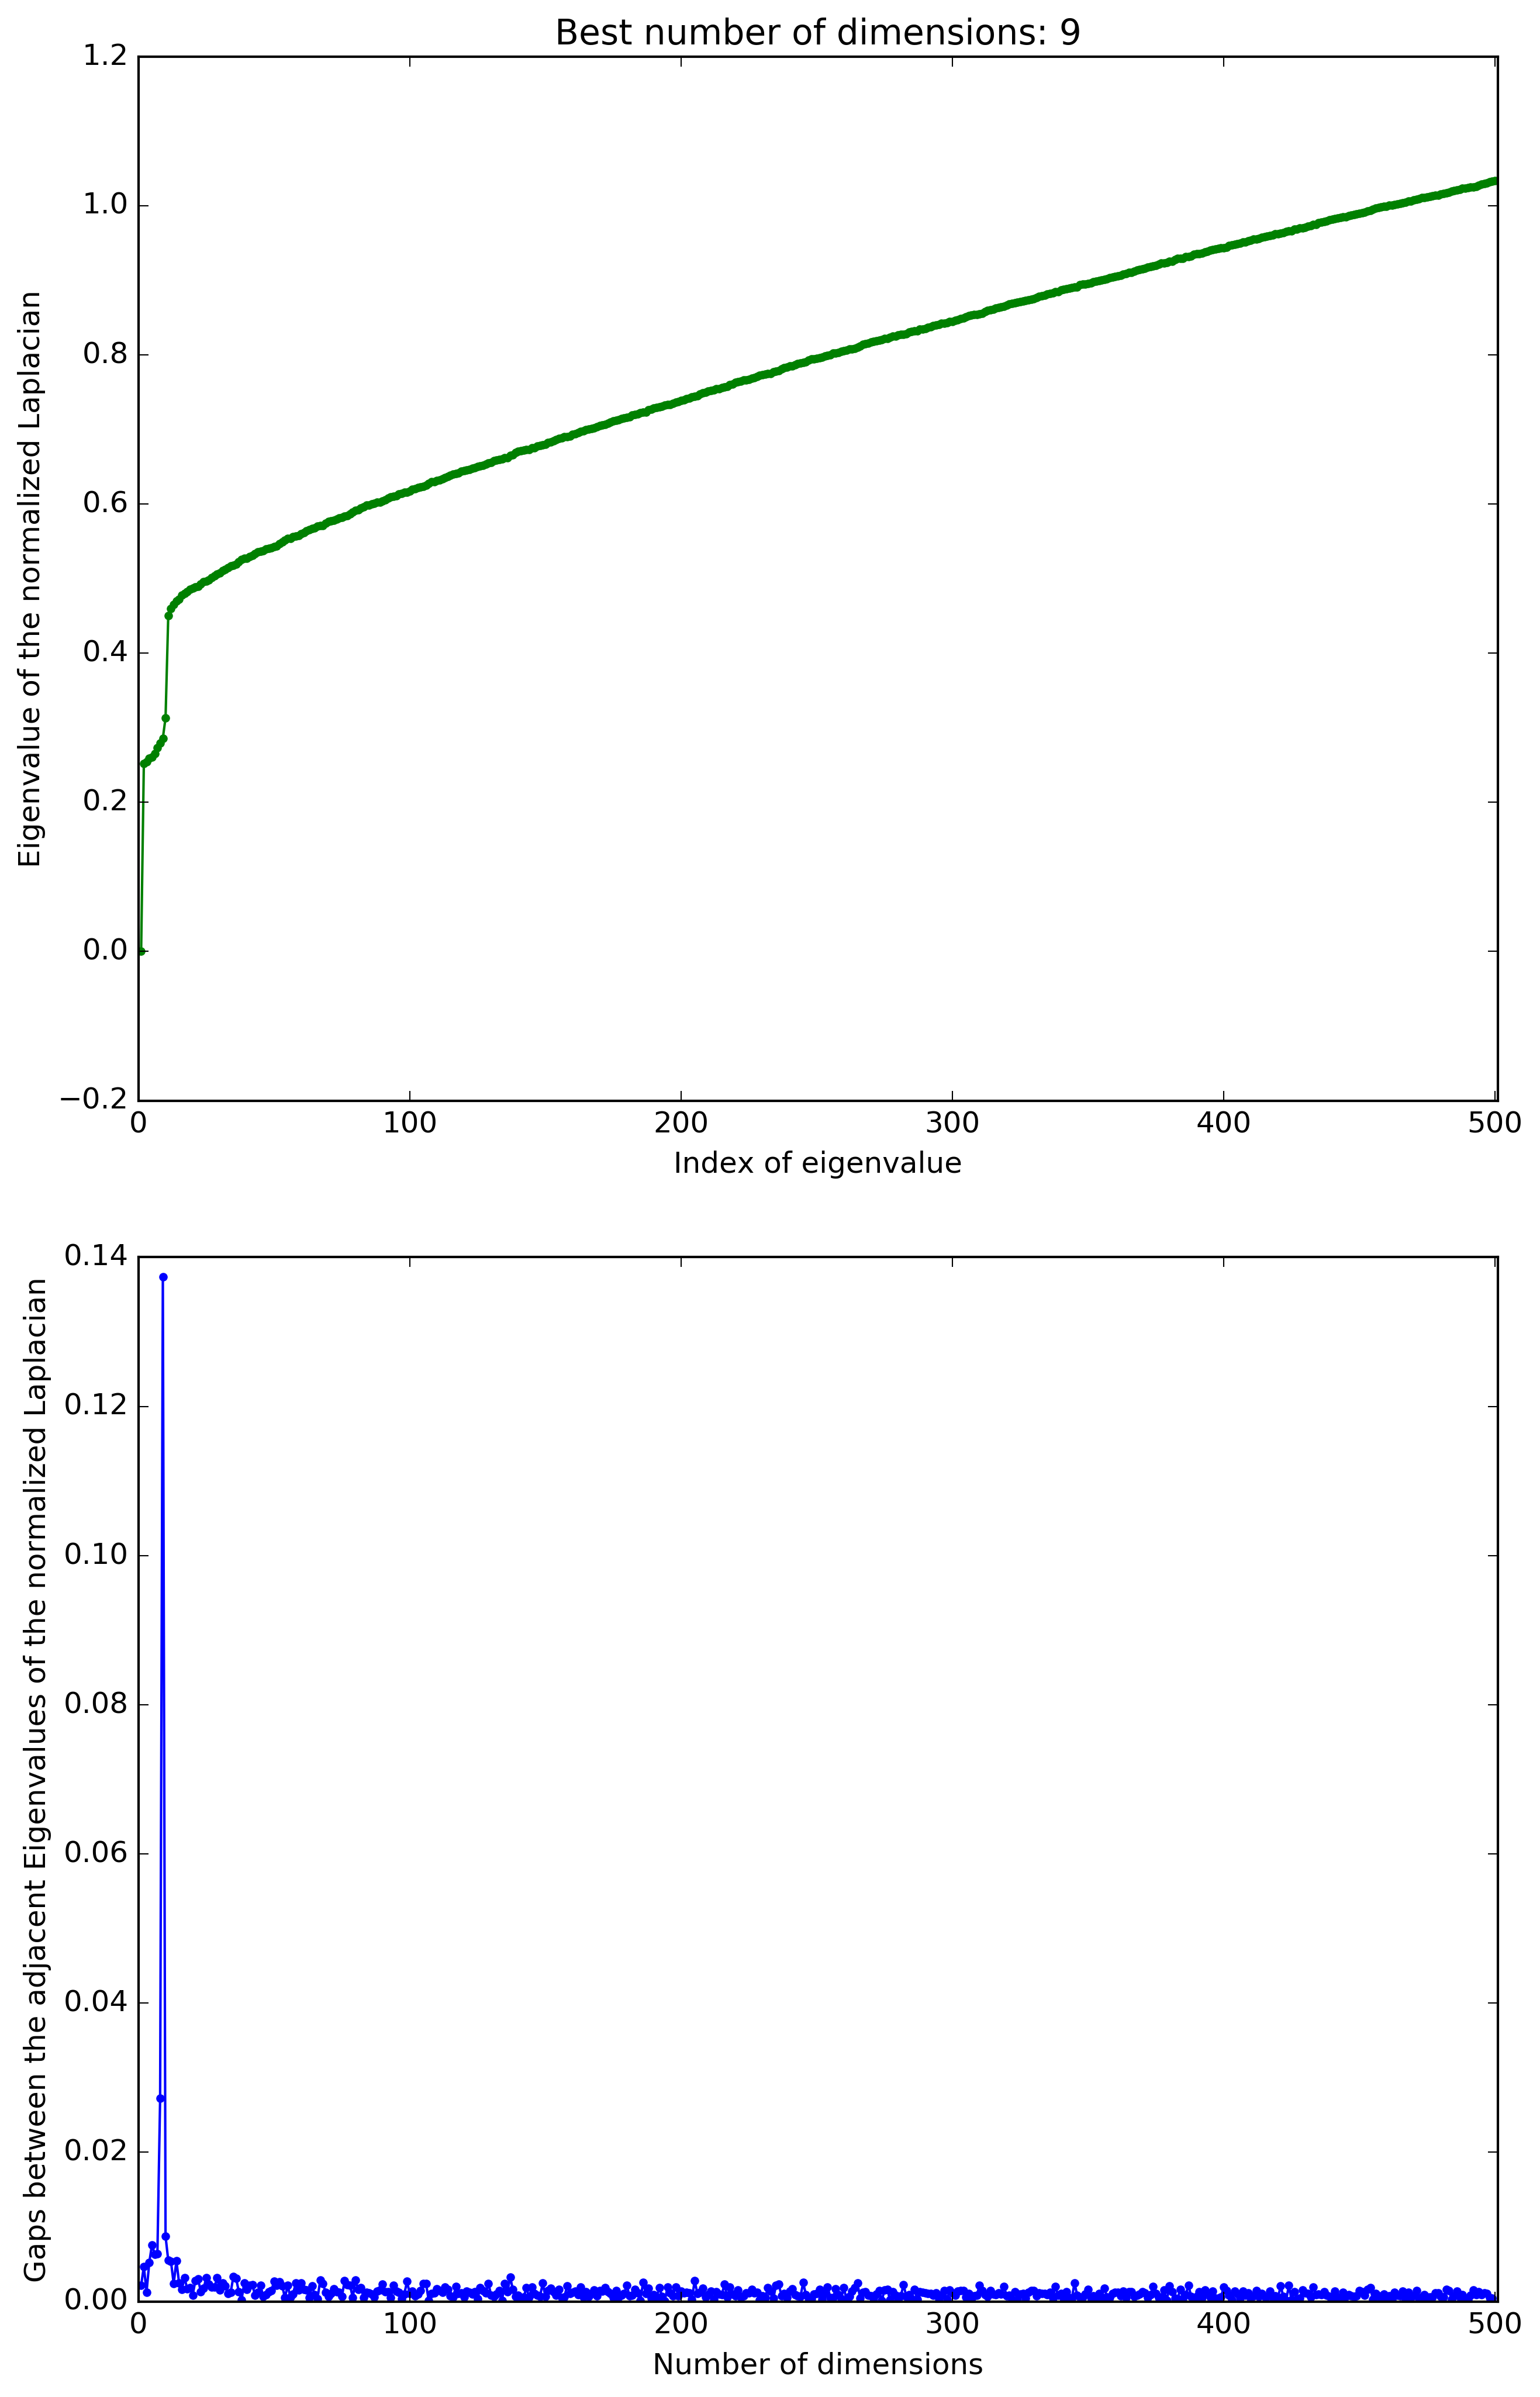 Best number of dimensions: 9
1.2
1.0
0.8
0.6
0.4
0.2
0.0
−0.2
Eigenvalue of the normalized Laplacian
0 100 200 300 400 500
Index of eigenvalue
0.14
0.12
0.10
0.08
0.06
0.04
0.02
0.00
Gaps between the adjacent Eigenvalues of the normalized Laplacian
0 100 200 300 400 500
Number of dimensions